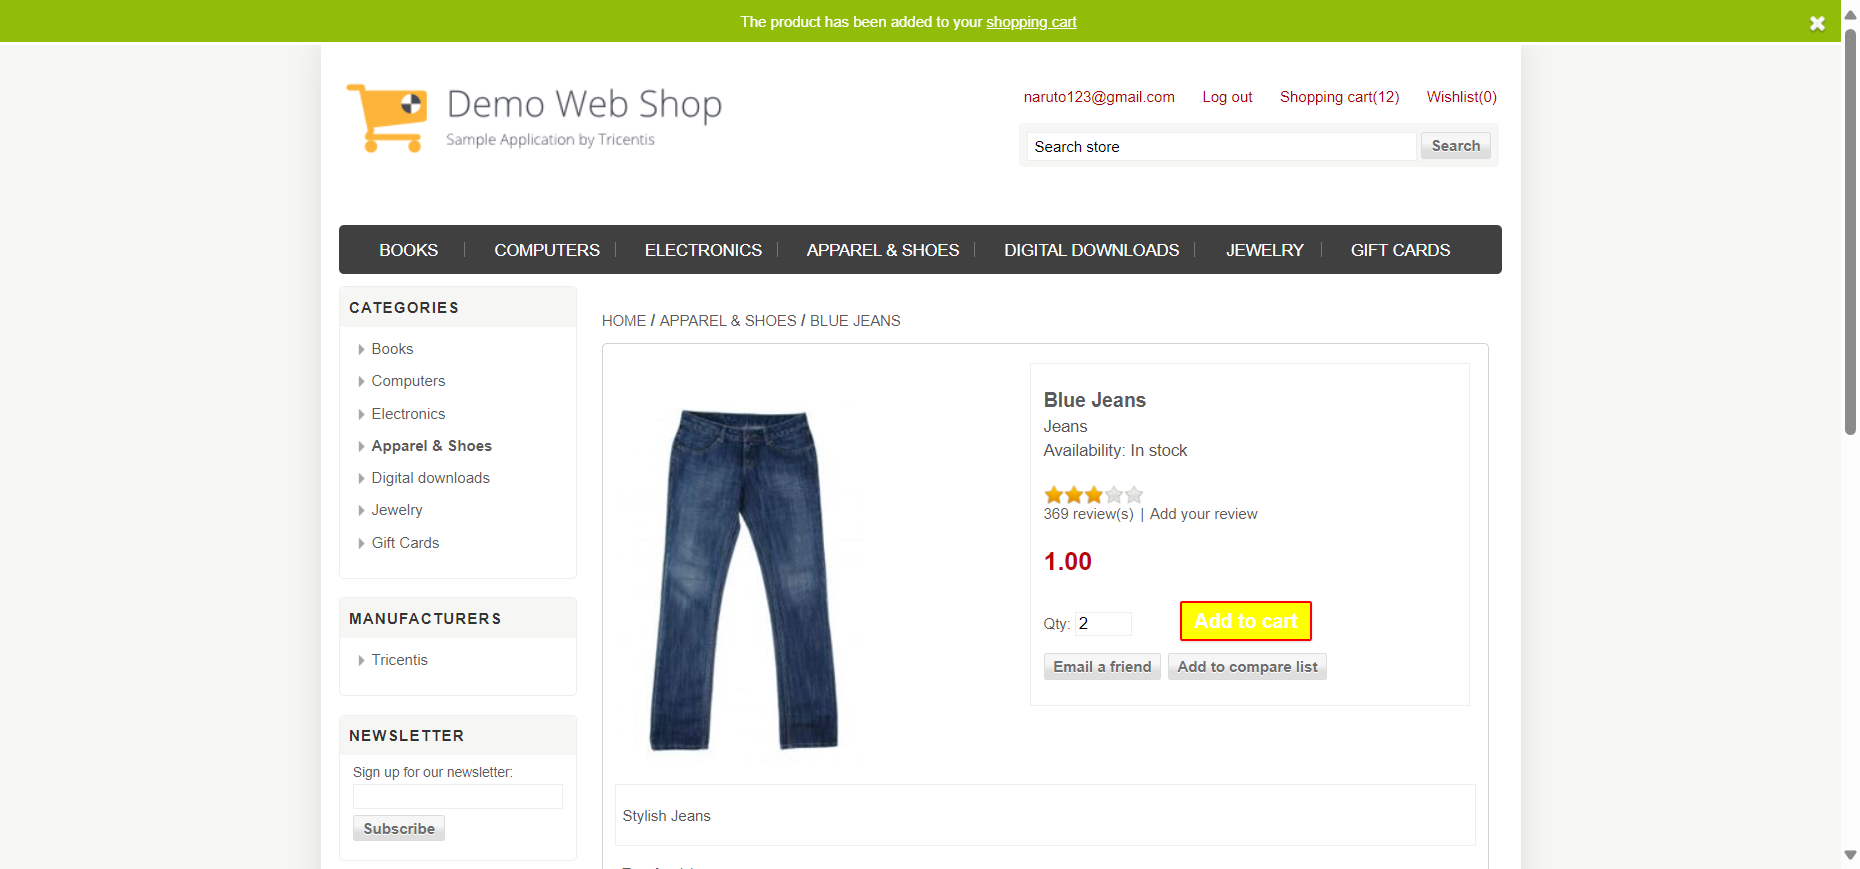 The product has been added to your shopping cart
Demo Web Shop
Sample Application by Tricentis
naruto123@gmail.com Log out Shopping cart(12) Wishlist(0)
Search store Search
BOOKS COMPUTERS ELECTRONICS APPAREL & SHOES DIGITAL DOWNLOADS JEWELRY GIFT CARDS
CATEGORIES
Books
Computers
Electronics
Apparel & Shoes
Digital downloads
Jewelry
Gift Cards
MANUFACTURERS
Tricentis
NEWSLETTER
Sign up for our newsletter:
Subscribe
HOME / APPAREL & SHOES / BLUE JEANS
Blue Jeans
Jeans
Availability: In stock
369 review(s) | Add your review
1.00
Qty: 2 Add to cart
Email a friend Add to compare list
Stylish Jeans